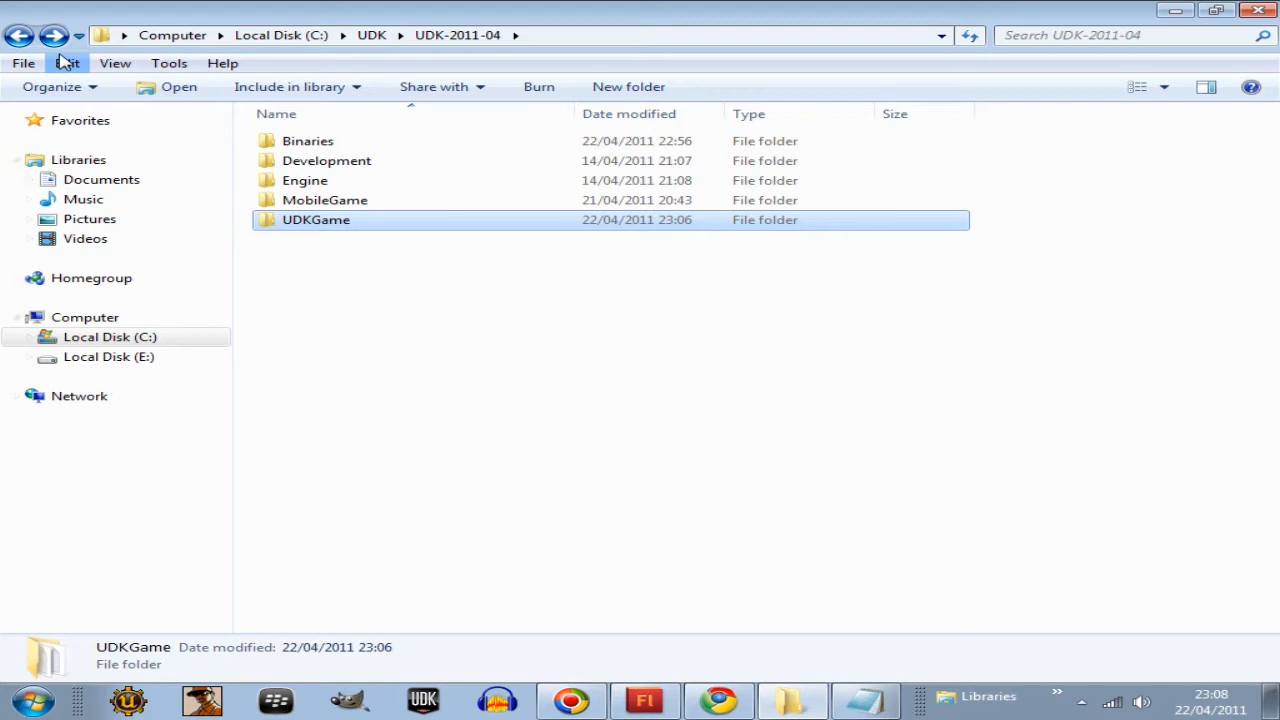 Computer Local Disk (C:) UDK UDK-2011-04 Search UDK-2011-04
File Edit View Tools Help
Organize Open Include in library Share with Burn New folder
Name Date modified Type Size
Favorites
Libraries
Documents
Music
Pictures
Videos
Homegroup
Computer
Local Disk (C:)
Local Disk (E:)
Network
Binaries 22/04/2011 22:56 File folder
Development 14/04/2011 21:07 File folder
Engine 14/04/2011 21:08 File folder
MobileGame 21/04/2011 20:43 File folder
UDKGame 22/04/2011 23:06 File folder
UDKGame Date modified: 22/04/2011 23:06
File folder
UDK Fl Libraries » 23:08
22/04/2011